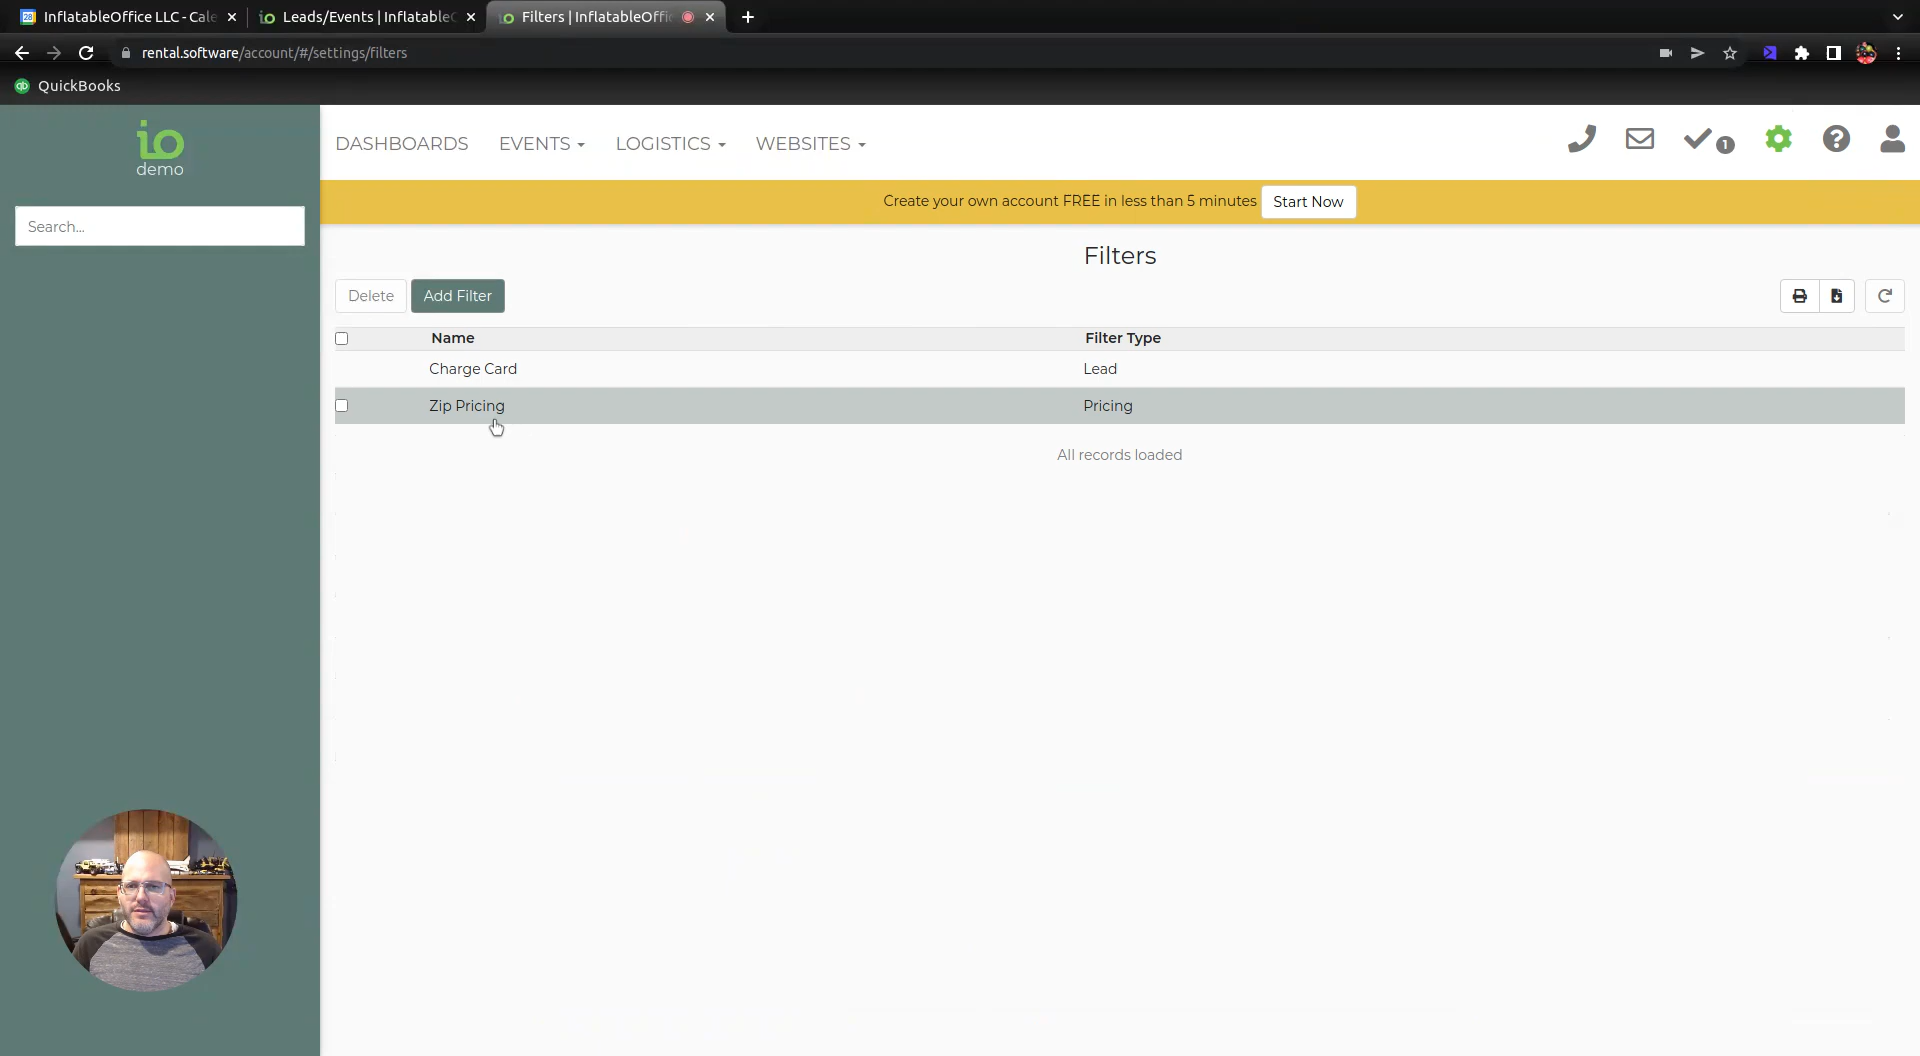 InflatableOffice LLC - Cale
Leads/Events | Inflatable
Filters | InflatableOffi
rental.software/account/#/settings/filters
QuickBooks
io
demo
DASHBOARDS
EVENTS
LOGISTICS
WEBSITES
1
Create your own account FREE in less than 5 minutes
Start Now
Search...
Filters
Delete
Add Filter
Name
Filter Type
Charge Card
Lead
Zip Pricing
Pricing
All records loaded